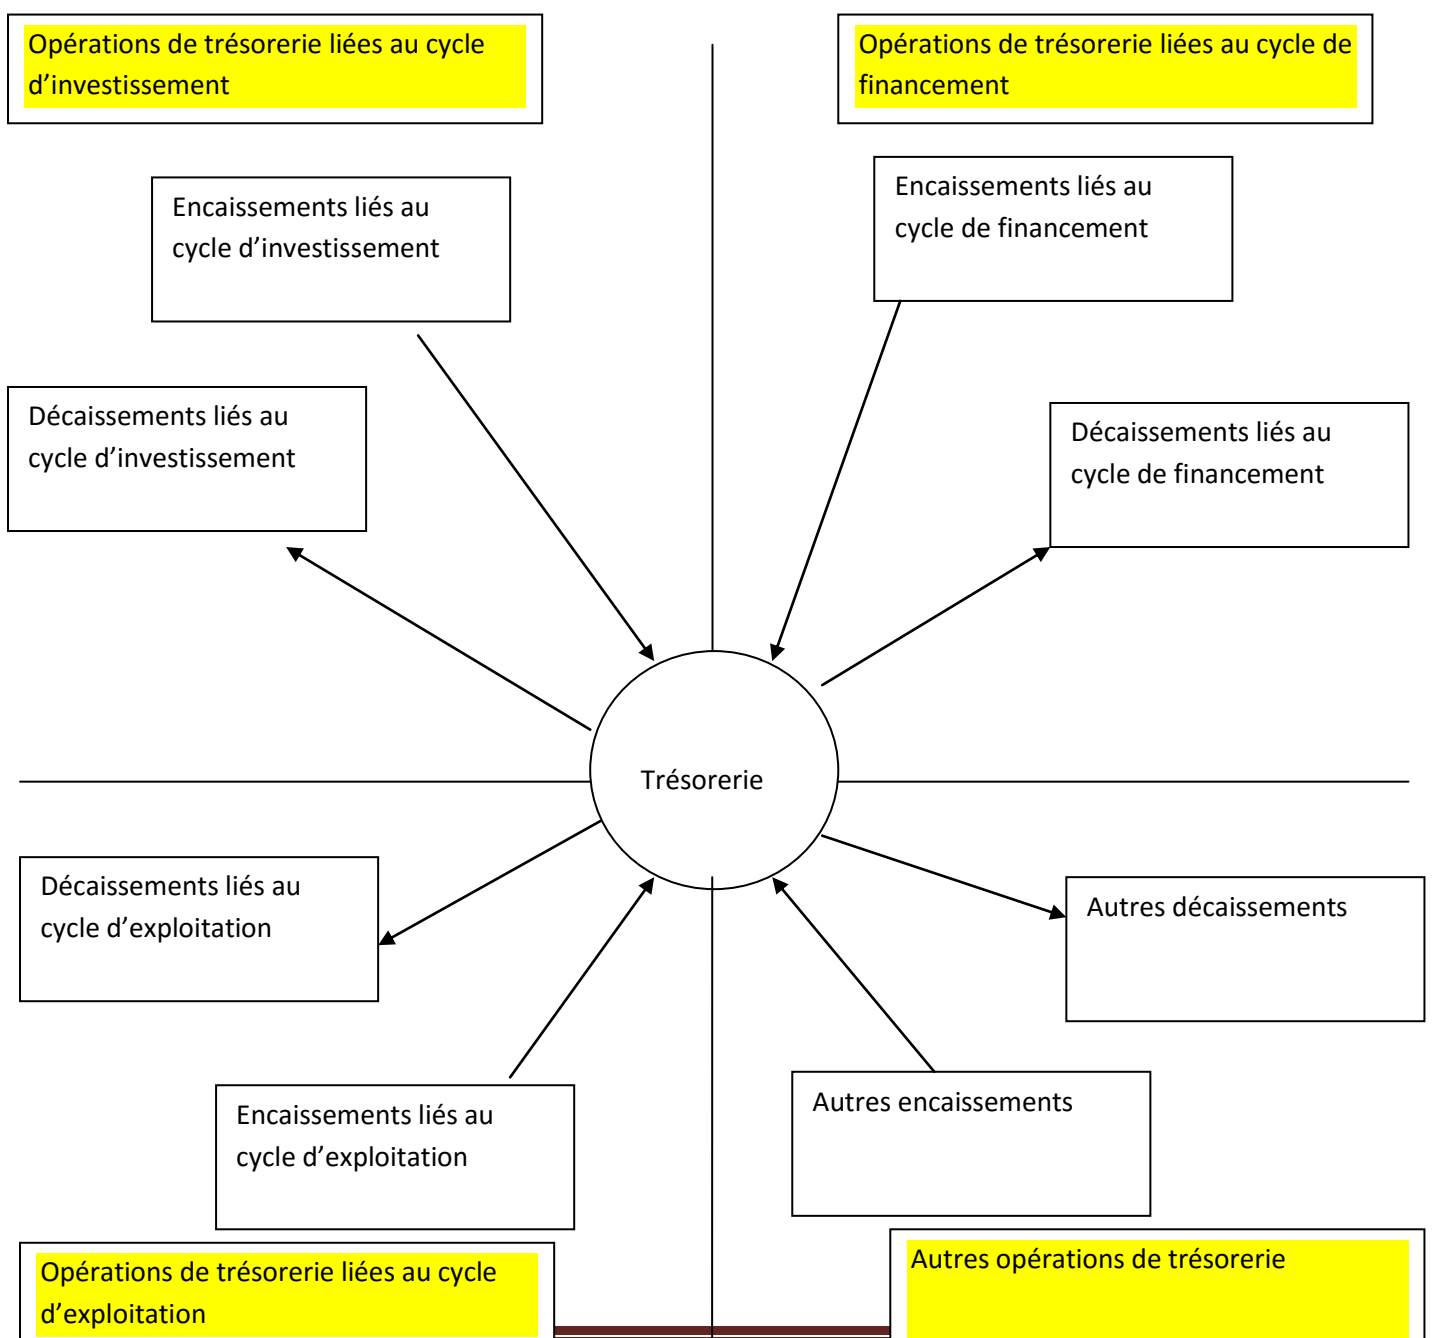 Opérations de trésorerie liées au cycle
d’investissement
Opérations de trésorerie liées au cycle de
financement
Encaissements liés au
cycle d’investissement
Encaissements liés au
cycle de financement
Décaissements liés au
cycle d’investissement
Décaissements liés au
cycle de financement
Trésorerie
Décaissements liés au
cycle d’exploitation
Autres décaissements
Encaissements liés au
cycle d’exploitation
Autres encaissements
Opérations de trésorerie liées au cycle
d’exploitation
Autres opérations de trésorerie